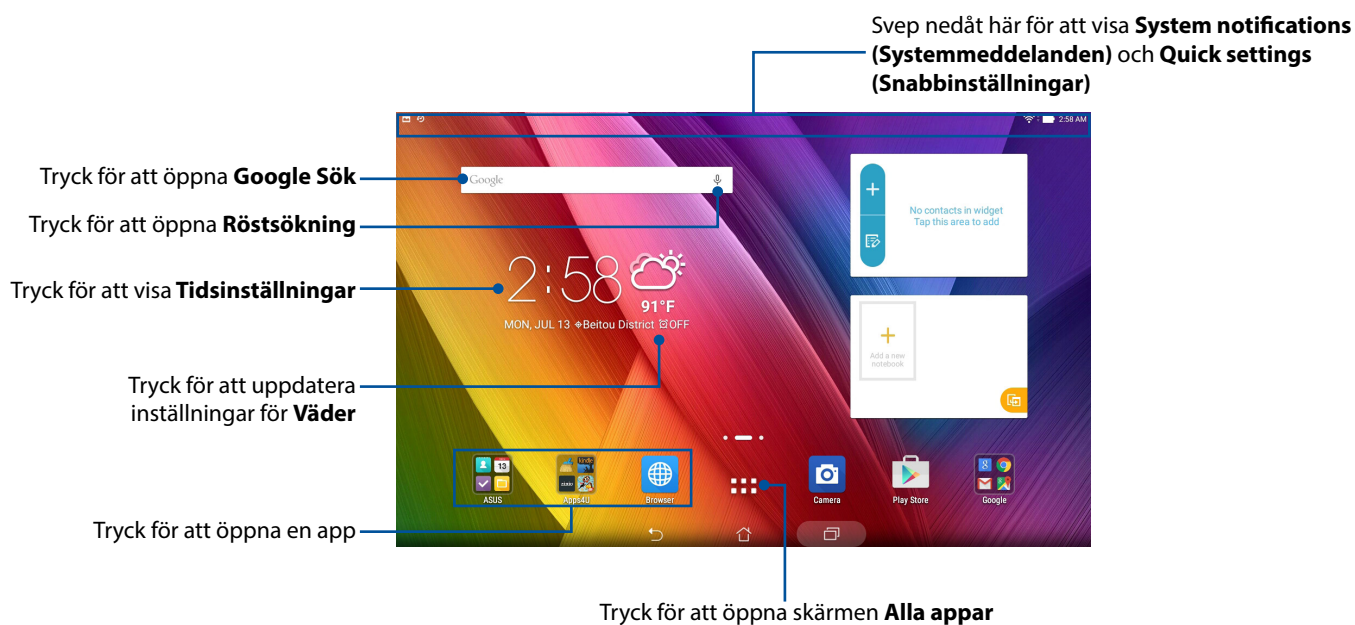 Svep nedåt här för att visa System notifications
(Systemmeddelanden) och Quick settings
(Snabbinställningar)
2:58 AM
Tryck för att öppna Google Sök
Google
Tryck för att öppna Röstsökning
No contacts in widget
Tap this area to add
Tryck för att visa Tidsinställningar
2:58
91°F
MON, JUL 13 Beitou District OFF
Add a new
notebook
Tryck för att uppdatera
inställningar för Väder
13
kindle
zinio
8
ASUS
Apps4U
Browser
Camera
Play Store
Google
Tryck för att öppna en app
Tryck för att öppna skärmen Alla appar